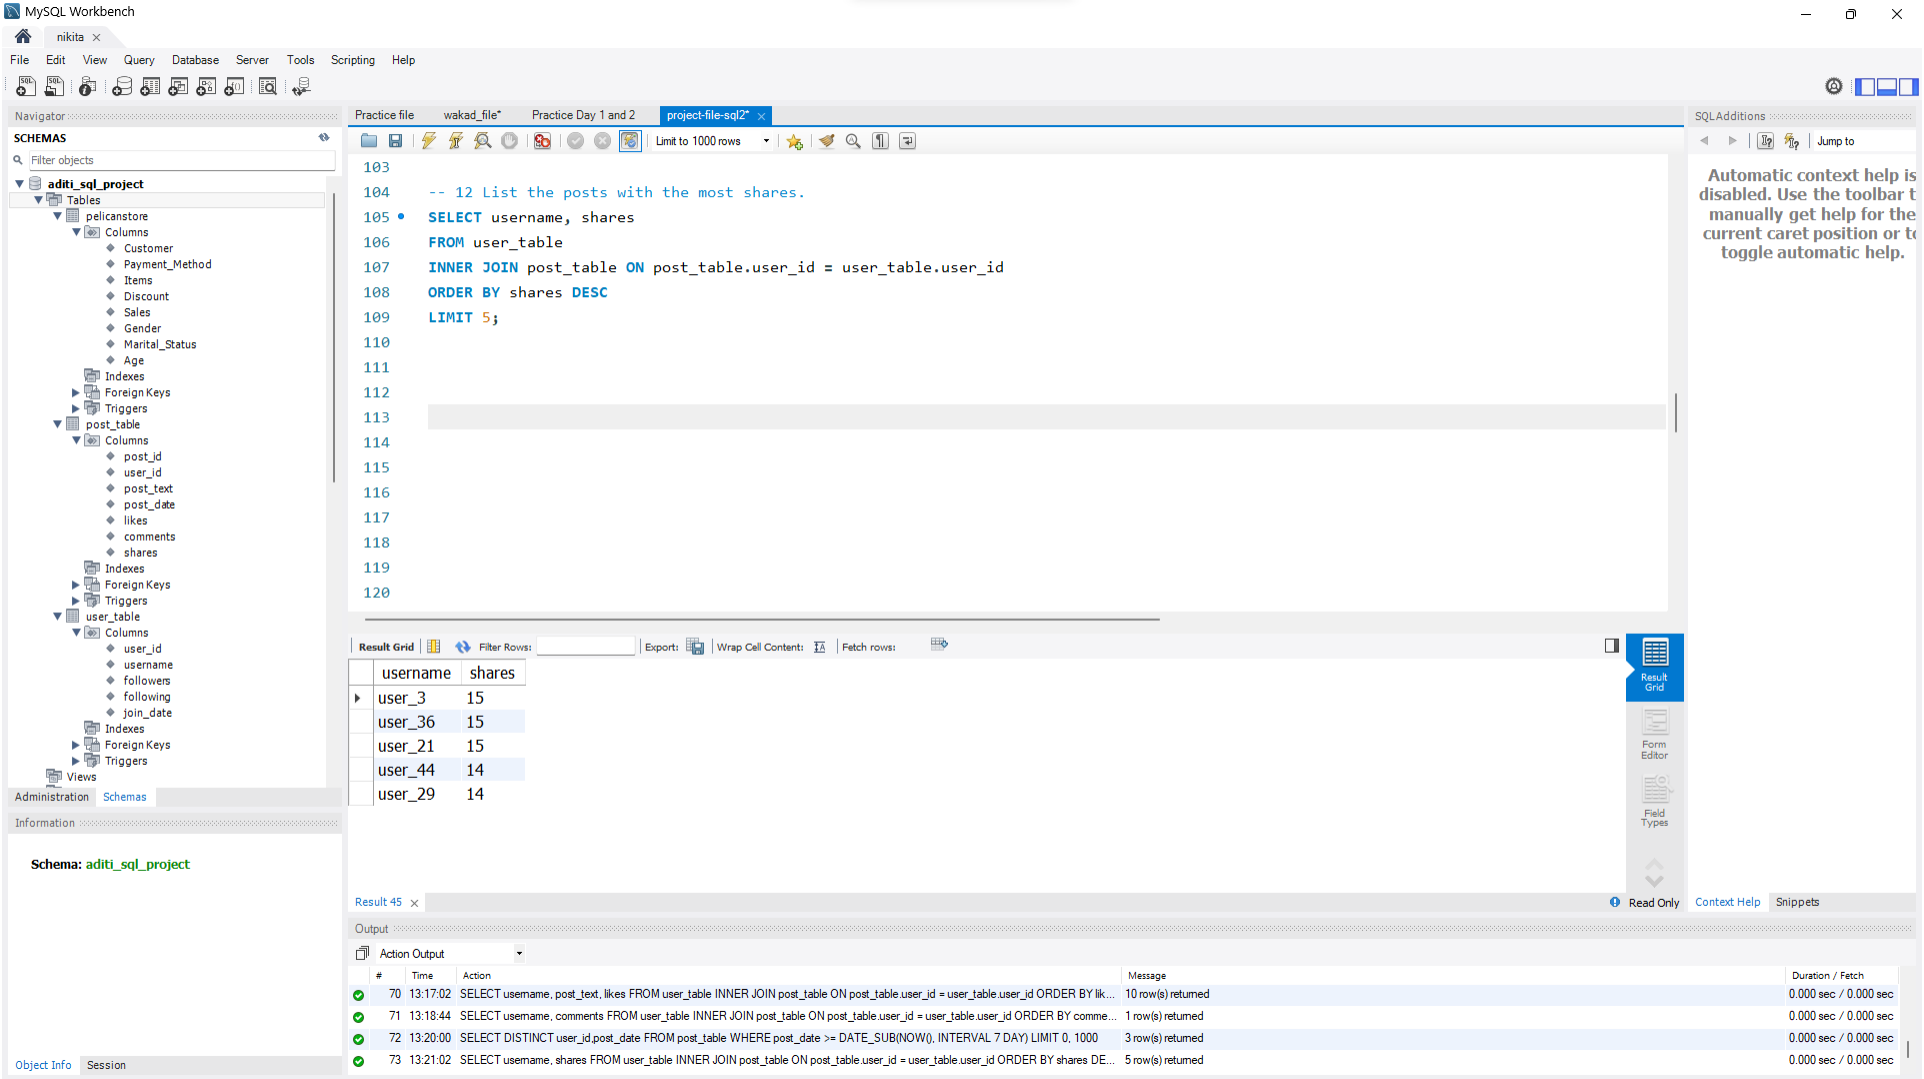 MySQL Workbench
nikita
File Edit View Query Database Server Tools Scripting Help
Navigator
SCHEMAS
Filter objects
aditi_sql_project
Tables
pelicanstore
Columns
Customer
Payment_Method
Items
Discount
Sales
Gender
Marital_Status
Age
Indexes
Foreign Keys
Triggers
post_table
Columns
post_id
user_id
post_text
post_date
likes
comments
shares
Indexes
Foreign Keys
Triggers
user_table
Columns
user_id
username
followers
following
join_date
Indexes
Foreign Keys
Triggers
Views
Administration Schemas
Information
Schema: aditi_sql_project
Object Info Session
Practice file wakad_file* Practice Day 1 and 2 project-file-sql2*
Limit to 1000 rows
103
104 -- 12 List the posts with the most shares.
105 SELECT username, shares
106 FROM user_table
107 INNER JOIN post_table ON post_table.user_id = user_table.user_id
108 ORDER BY shares DESC
109 LIMIT 5;
110
111
112
113
114
115
116
117
118
119
120
Result Grid Filter Rows: Export: Wrap Cell Content: Fetch rows:
username shares
user_3 15
user_36 15
user_21 15
user_44 14
user_29 14
Result Grid
Form Editor
Field Types
Result 45 Read Only
SQLAdditions
Jump to
Automatic context help is
disabled. Use the toolbar t
manually get help for the
current caret position or to
toggle automatic help.
Context Help Snippets
Output
Action Output
# Time Action Message Duration / Fetch
70 13:17:02 SELECT username, post_text, likes FROM user_table INNER JOIN post_table ON post_table.user_id = user_table.user_id ORDER BY lik... 10 row(s) returned 0.000 sec / 0.000 sec
71 13:18:44 SELECT username, comments FROM user_table INNER JOIN post_table ON post_table.user_id = user_table.user_id ORDER BY comme... 1 row(s) returned 0.000 sec / 0.000 sec
72 13:20:00 SELECT DISTINCT user_id,post_date FROM post_table WHERE post_date >= DATE_SUB(NOW(), INTERVAL 7 DAY) LIMIT 0, 1000 3 row(s) returned 0.000 sec / 0.000 sec
73 13:21:02 SELECT username, shares FROM user_table INNER JOIN post_table ON post_table.user_id = user_table.user_id ORDER BY shares DE... 5 row(s) returned 0.000 sec / 0.000 sec